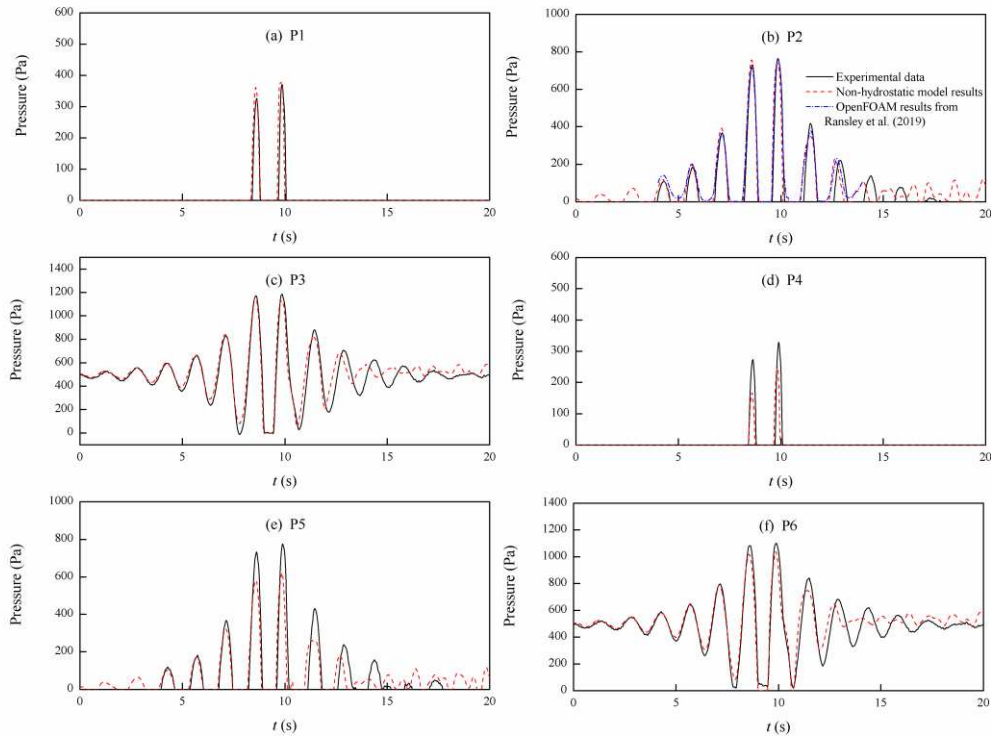 600
500
400
300
200
100
0
Pressure (Pa)
(a) P1
0 5 10 15 20
t (s)
1000
800
600
400
200
0
Pressure (Pa)
(b) P2
Experimental data
Non-hydrostatic model results
OpenFOAM results from
Ransley et al. (2019)
0 5 10 15 20
t (s)
1400
1200
1000
800
600
400
200
0
Pressure (Pa)
(c) P3
0 5 10 15 20
t (s)
600
500
400
300
200
100
0
Pressure (Pa)
(d) P4
0 5 10 15 20
t (s)
1000
800
600
400
200
0
Pressure (Pa)
(e) P5
0 5 10 15 20
t (s)
1400
1200
1000
800
600
400
200
0
Pressure (Pa)
(f) P6
0 5 10 15 20
t (s)